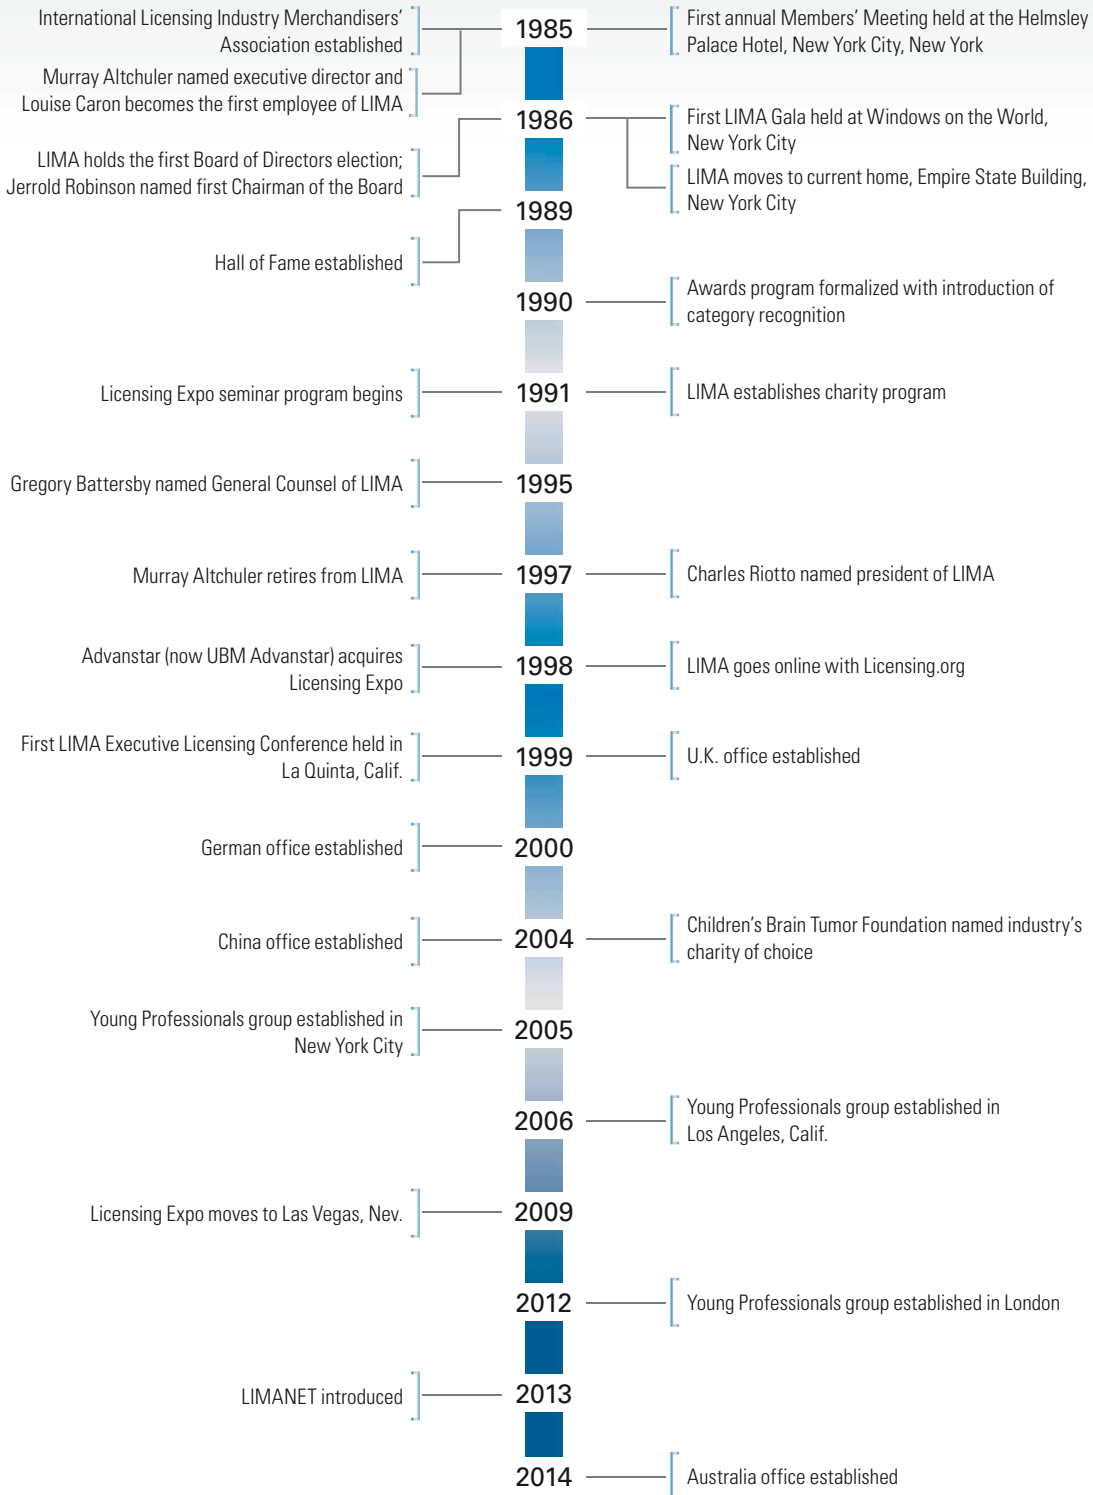 International Licensing Industry Merchandisers’
Association established
1985
First annual Members’ Meeting held at the Helmsley
Palace Hotel, New York City, New York
Murray Altchuler named executive director and
Louise Caron becomes the first employee of LIMA
1986
First LIMA Gala held at Windows on the World,
New York City
LIMA holds the first Board of Directors election;
Jerrold Robinson named first Chairman of the Board
LIMA moves to current home, Empire State Building,
New York City
1989
Hall of Fame established
1990
Awards program formalized with introduction of
category recognition
Licensing Expo seminar program begins
1991
LIMA establishes charity program
Gregory Battersby named General Counsel of LIMA
1995
Murray Altchuler retires from LIMA
1997
Charles Riotto named president of LIMA
Advanstar (now UBM Advanstar) acquires
Licensing Expo
1998
LIMA goes online with Licensing.org
First LIMA Executive Licensing Conference held in
La Quinta, Calif.
1999
U.K. office established
German office established
2000
China office established
2004
Children’s Brain Tumor Foundation named industry’s
charity of choice
Young Professionals group established in
New York City
2005
2006
Young Professionals group established in
Los Angeles, Calif.
Licensing Expo moves to Las Vegas, Nev.
2009
2012
Young Professionals group established in London
LIMANET introduced
2013
2014
Australia office established